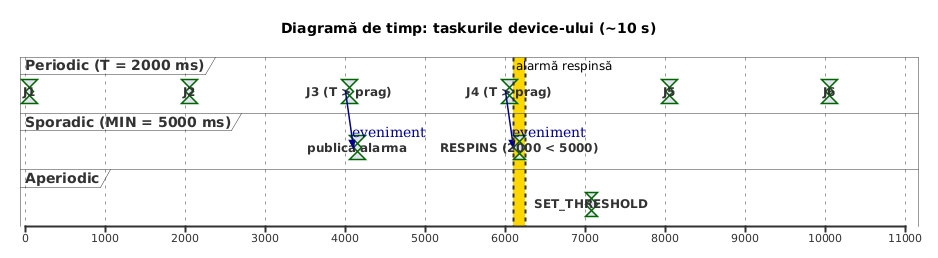 Diagramă de timp: taskurile device-ului (~10 s)
Periodic (T = 2000 ms)
alarmă respinsă
J1
J2
J3 (T > prag)
J4 (T > prag)
J5
J6
Sporadic (MIN = 5000 ms)
eveniment
eveniment
publica alarma
RESPINS (2000 < 5000)
Aperiodic
SET_THRESHOLD
0 1000 2000 3000 4000 5000 6000 7000 8000 9000 10000 11000